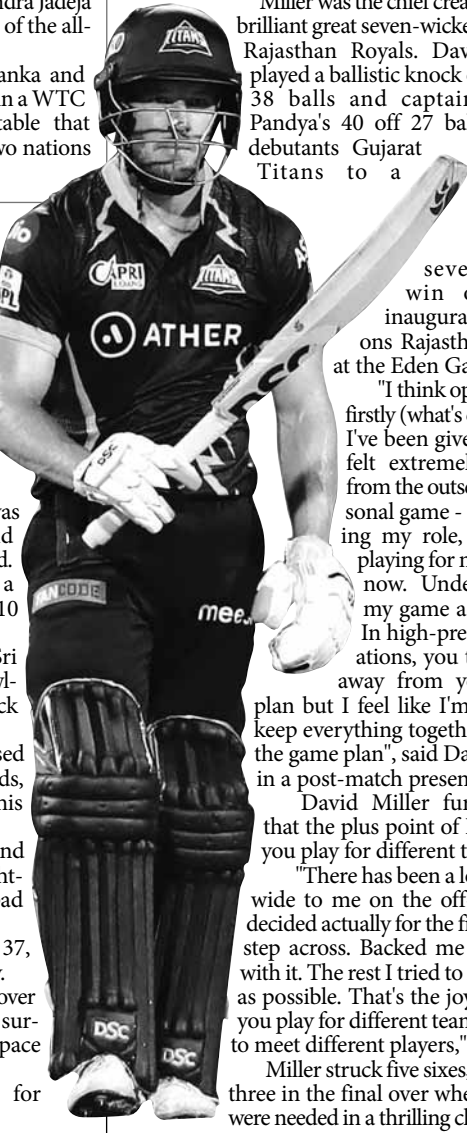 ndra Jadeja
of the all-
anka and
in a WTC
table that
wo nations
as
d.
a
10
Sri
wl-
ck
sed
ds,
his
nd
nt-
ead
37,
y.
over
sur-
pace
for
TITANS
IPL
CAPRI
LOANS
TITANS
ATHER
DSC
DSC
FANCODE
mee
DSC
DSC
Miller was the chief crea
brilliant great seven-wicke
Rajasthan Royals. Dav
played a ballistic knock
38 balls and captain
Pandya's 40 off 27 ba
debutants Gujarat
Titans to a
seve
win
inaugura
ons Rajasth
at the Eden Ga
"I think op
firstly (what's
I've been give
felt extremel
from the outs
sonal game -
ing my role,
playing for
now. Unde
my game a
In high-pre
ations, you
away from y
plan but I feel like I'm
keep everything togeth
the game plan", said Da
in a post-match presen
David Miller fur
that the plus point of
you play for different t
"There has been a l
wide to me on the off
decided actually for the fi
step across. Backed me
with it. The rest I tried to
as possible. That's the joy
you play for different team
to meet different players,"
Miller struck five sixes,
three in the final over whe
were needed in a thrilling c